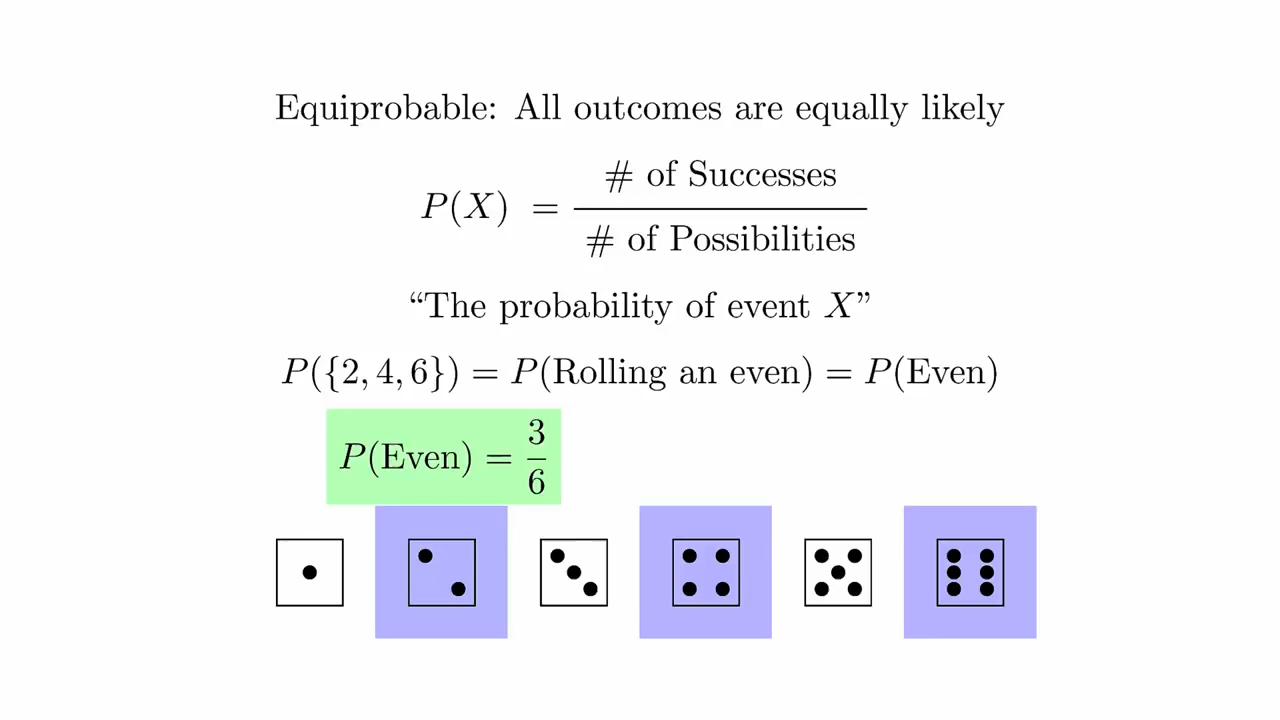 Equiprobable: All outcomes are equally likely
P(X) = # of Successes / # of Possibilities
“The probability of event X”
P({2, 4, 6}) = P(Rolling an even) = P(Even)
P(Even) = 3/6